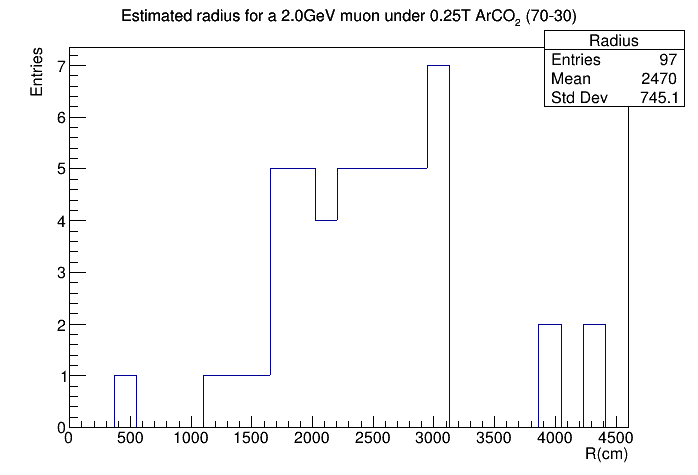 Estimated radius for a 2.0GeV muon under 0.25T ArCO₂ (70-30)
Radius
Entries 97
Mean 2470
Std Dev 745.1
Entries
7
6
5
4
3
2
1
0
0 500 1000 1500 2000 2500 3000 3500 4000 4500
R(cm)